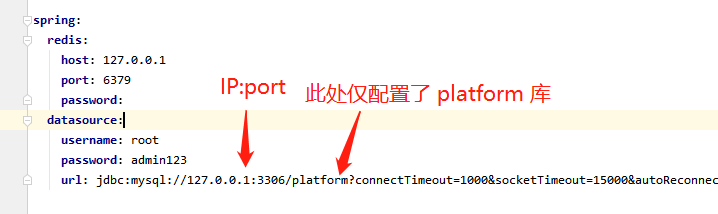 spring:
redis:
host: 127.0.0.1
port: 6379
password:
IP:port
此处仅配置了 platform 库
datasource:
username: root
password: admin123
url: jdbc:mysql://127.0.0.1:3306/platform?connectTimeout=1000&socketTimeout=15000&autoReconnec